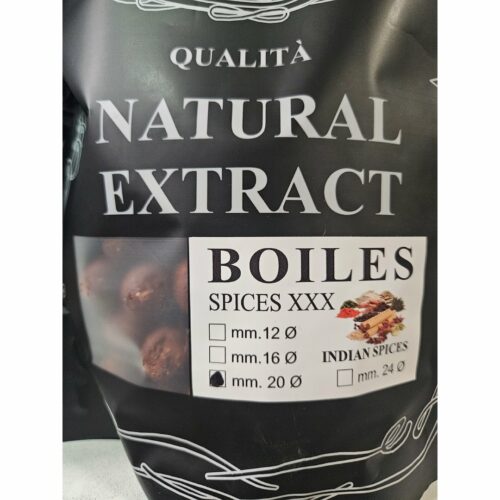 QUALITÀ
NATURAL
EXTRACT
BOILES
SPICES XXX
mm.12 Ø
mm.16 Ø
INDIAN SPICES
mm. 20 Ø
mm. 24 Ø